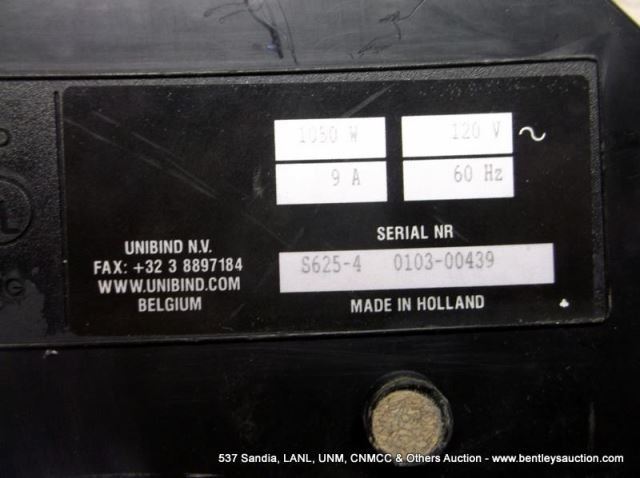 1050 W 120 V ~
9 A 60 Hz
SERIAL NR
UNIBIND N.V.
FAX: +32 3 8897184
WWW.UNIBIND.COM
BELGIUM
S625-4 0103-00439
MADE IN HOLLAND
537 Sandia, LANL, UNM, CNMCC & Others Auction - www.bentleysauction.com